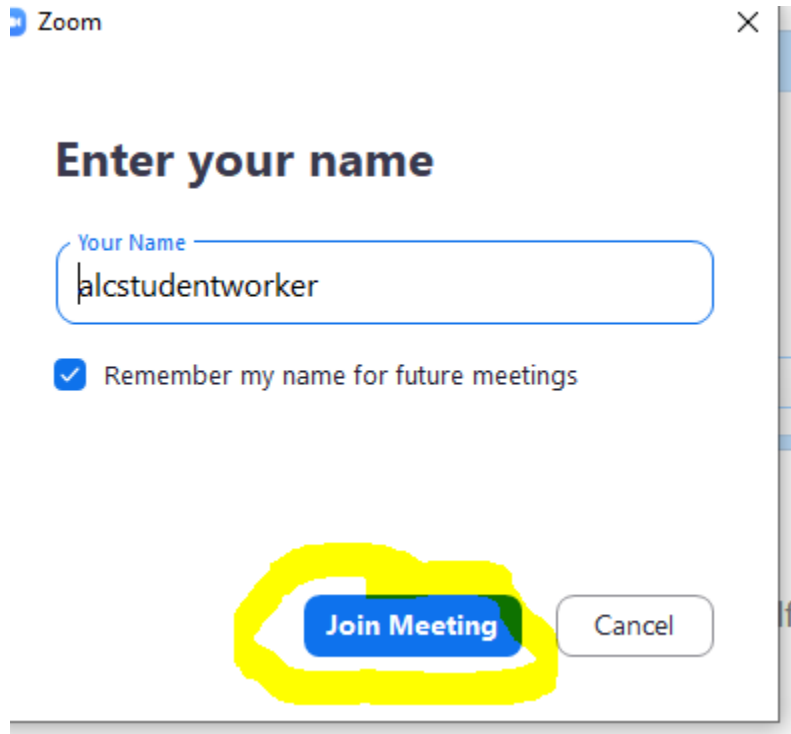 Zoom
Enter your name
Your Name
alcstudentworker
Remember my name for future meetings
Join Meeting
Cancel